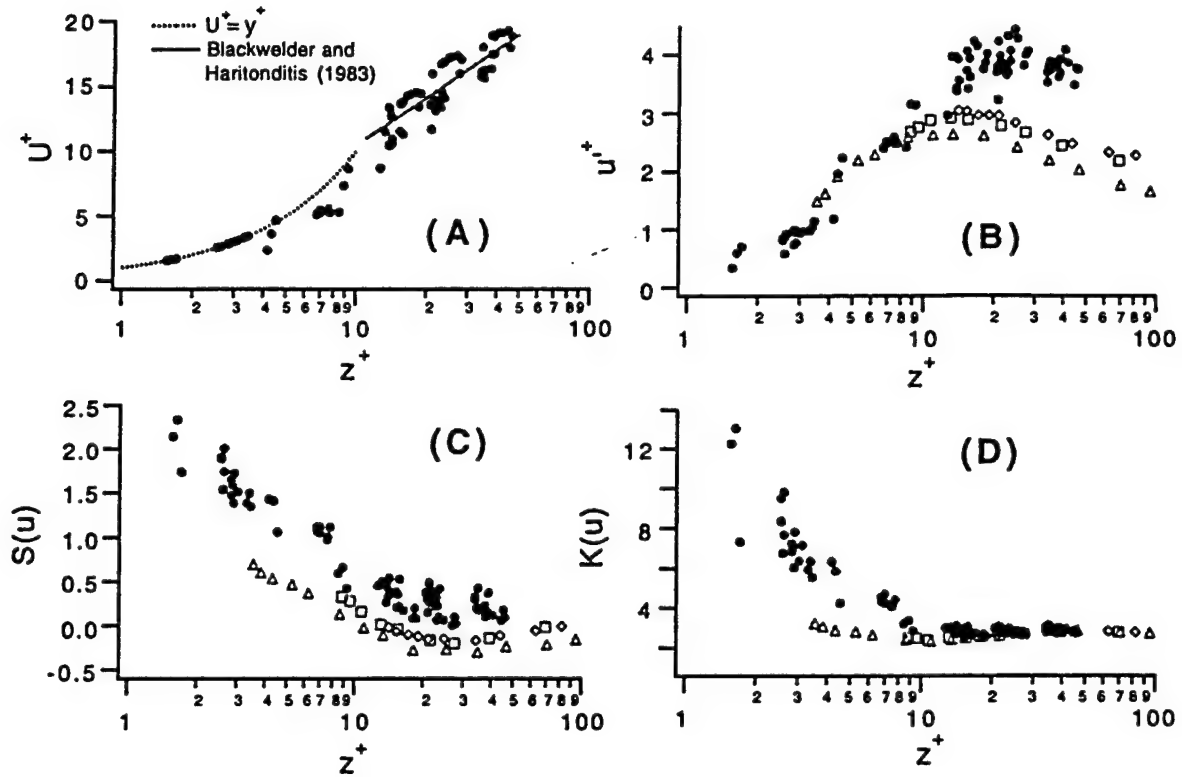 U⁺= y⁺
Blackwelder and
Haritonditis (1983)
20
15
10
5
0
U⁺
(A)
1 2 3 4 5 6 7 8 9 10 2 3 4 5 6 7 8 9 100
z⁺
4
3
2
1
0
u⁺'
(B)
1 2 3 4 5 6 7 8 9 10 2 3 4 5 6 7 8 9 100
z⁺
2.5
2.0
1.5
1.0
0.5
0.0
-0.5
S(u)
(C)
1 2 3 4 5 6 7 8 9 10 2 3 4 5 6 7 8 9 100
z⁺
12
8
4
K(u)
(D)
1 2 3 4 5 6 7 8 9 10 2 3 4 5 6 7 8 9 100
z⁺